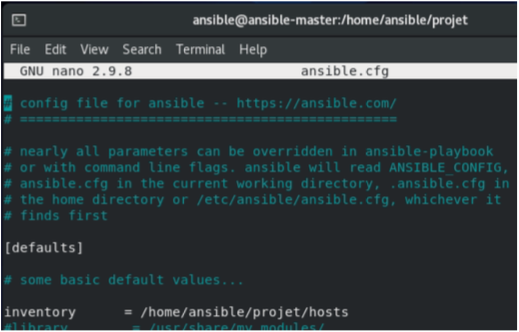 ansible@ansible-master:/home/ansible/projet
File Edit View Search Terminal Help
GNU nano 2.9.8 ansible.cfg
# config file for ansible -- https://ansible.com/
# ===============================================
# nearly all parameters can be overridden in ansible-playbook
# or with command line flags. ansible will read ANSIBLE_CONFIG,
# ansible.cfg in the current working directory, .ansible.cfg in
# the home directory or /etc/ansible/ansible.cfg, whichever it
# finds first
[defaults]
# some basic default values...
inventory = /home/ansible/projet/hosts
#library = /usr/share/my_modules/